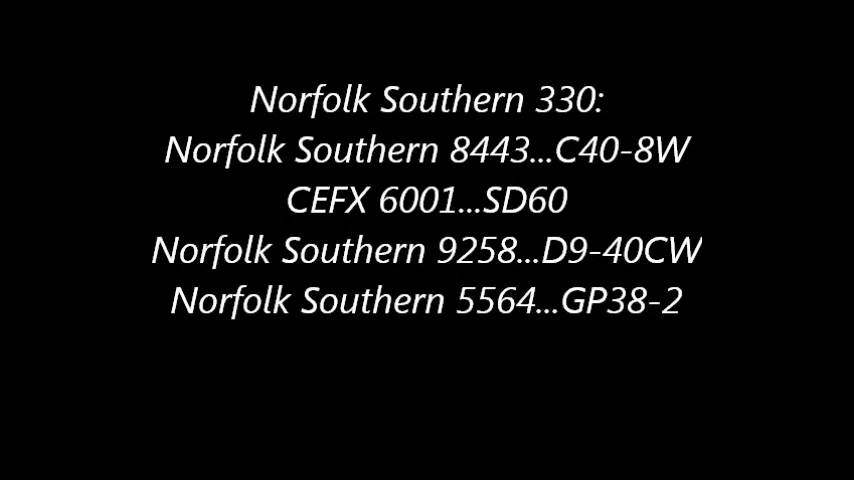 Norfolk Southern 330:
Norfolk Southern 8443...C40-8W
CEFX 6001...SD60
Norfolk Southern 9258...D9-40CW
Norfolk Southern 5564...GP38-2